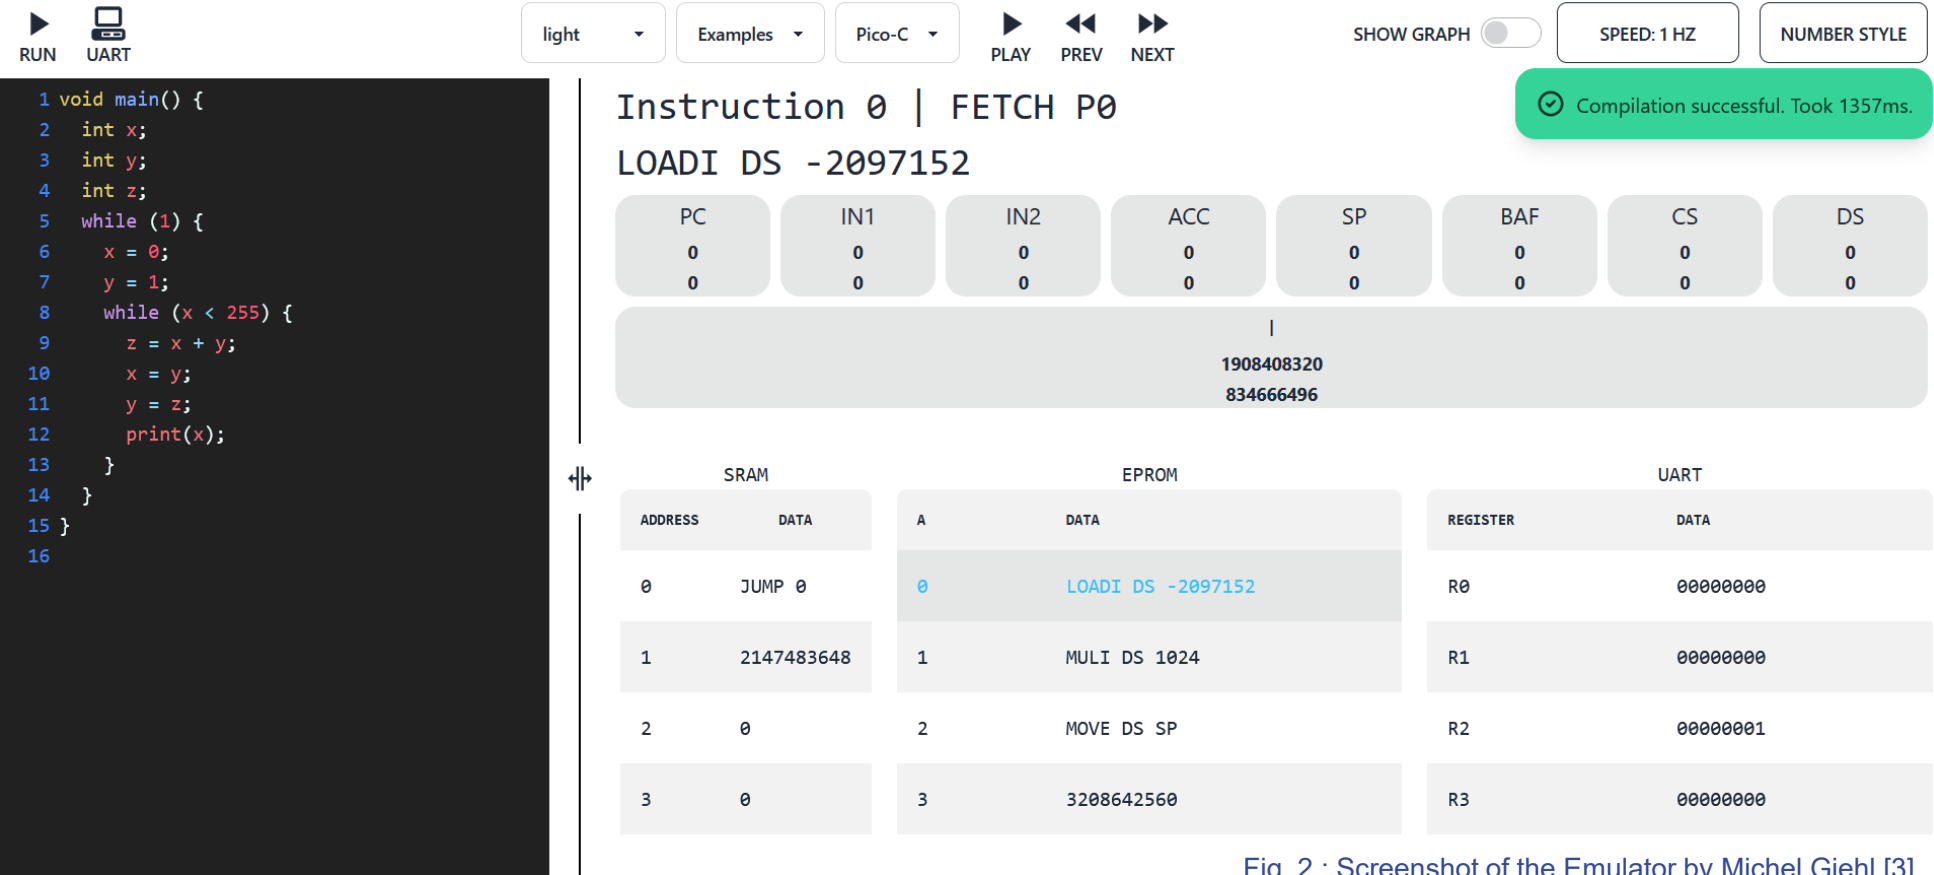 RUN UART light Examples Pico-C PLAY PREV NEXT SHOW GRAPH SPEED: 1 HZ NUMBER STYLE
Compilation successful. Took 1357ms.
1 void main() {
2 int x;
3 int y;
4 int z;
5 while (1) {
6 x = 0;
7 y = 1;
8 while (x < 255) {
9 z = x + y;
10 x = y;
11 y = z;
12 print(x);
13 }
14 }
15 }
16
Instruction 0 | FETCH P0
LOADI DS -2097152
PC IN1 IN2 ACC SP BAF CS DS
0 0 0 0 0 0 0 0
0 0 0 0 0 0 0 0
I
1908408320
834666496
SRAM
ADDRESS DATA
0 JUMP 0
1 2147483648
2 0
3 0
EPROM
A DATA
0 LOADI DS -2097152
1 MULI DS 1024
2 MOVE DS SP
3 3208642560
UART
REGISTER DATA
R0 00000000
R1 00000000
R2 00000001
R3 00000000
Fig. 2 : Screenshot of the Emulator by Michel Giehl [3]